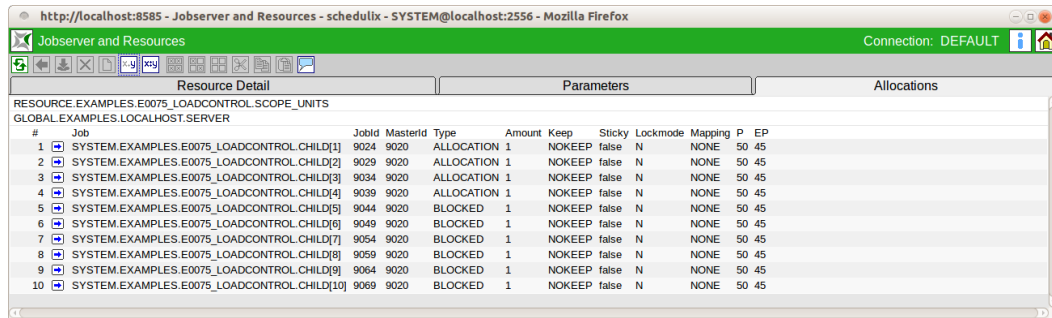 http://localhost:8585 - Jobserver and Resources - schedulix - SYSTEM@localhost:2556 - Mozilla Firefox
Jobserver and Resources Connection: DEFAULT
x.y x:y
Resource Detail Parameters Allocations
RESOURCE.EXAMPLES.E0075_LOADCONTROL.SCOPE_UNITS
GLOBAL.EXAMPLES.LOCALHOST.SERVER
# Job JobId MasterId Type Amount Keep Sticky Lockmode Mapping P EP
1 SYSTEM.EXAMPLES.E0075_LOADCONTROL.CHILD[1] 9024 9020 ALLOCATION 1 NOKEEP false N NONE 50 45
2 SYSTEM.EXAMPLES.E0075_LOADCONTROL.CHILD[2] 9029 9020 ALLOCATION 1 NOKEEP false N NONE 50 45
3 SYSTEM.EXAMPLES.E0075_LOADCONTROL.CHILD[3] 9034 9020 ALLOCATION 1 NOKEEP false N NONE 50 45
4 SYSTEM.EXAMPLES.E0075_LOADCONTROL.CHILD[4] 9039 9020 ALLOCATION 1 NOKEEP false N NONE 50 45
5 SYSTEM.EXAMPLES.E0075_LOADCONTROL.CHILD[5] 9044 9020 BLOCKED 1 NOKEEP false N NONE 50 45
6 SYSTEM.EXAMPLES.E0075_LOADCONTROL.CHILD[6] 9049 9020 BLOCKED 1 NOKEEP false N NONE 50 45
7 SYSTEM.EXAMPLES.E0075_LOADCONTROL.CHILD[7] 9054 9020 BLOCKED 1 NOKEEP false N NONE 50 45
8 SYSTEM.EXAMPLES.E0075_LOADCONTROL.CHILD[8] 9059 9020 BLOCKED 1 NOKEEP false N NONE 50 45
9 SYSTEM.EXAMPLES.E0075_LOADCONTROL.CHILD[9] 9064 9020 BLOCKED 1 NOKEEP false N NONE 50 45
10 SYSTEM.EXAMPLES.E0075_LOADCONTROL.CHILD[10] 9069 9020 BLOCKED 1 NOKEEP false N NONE 50 45